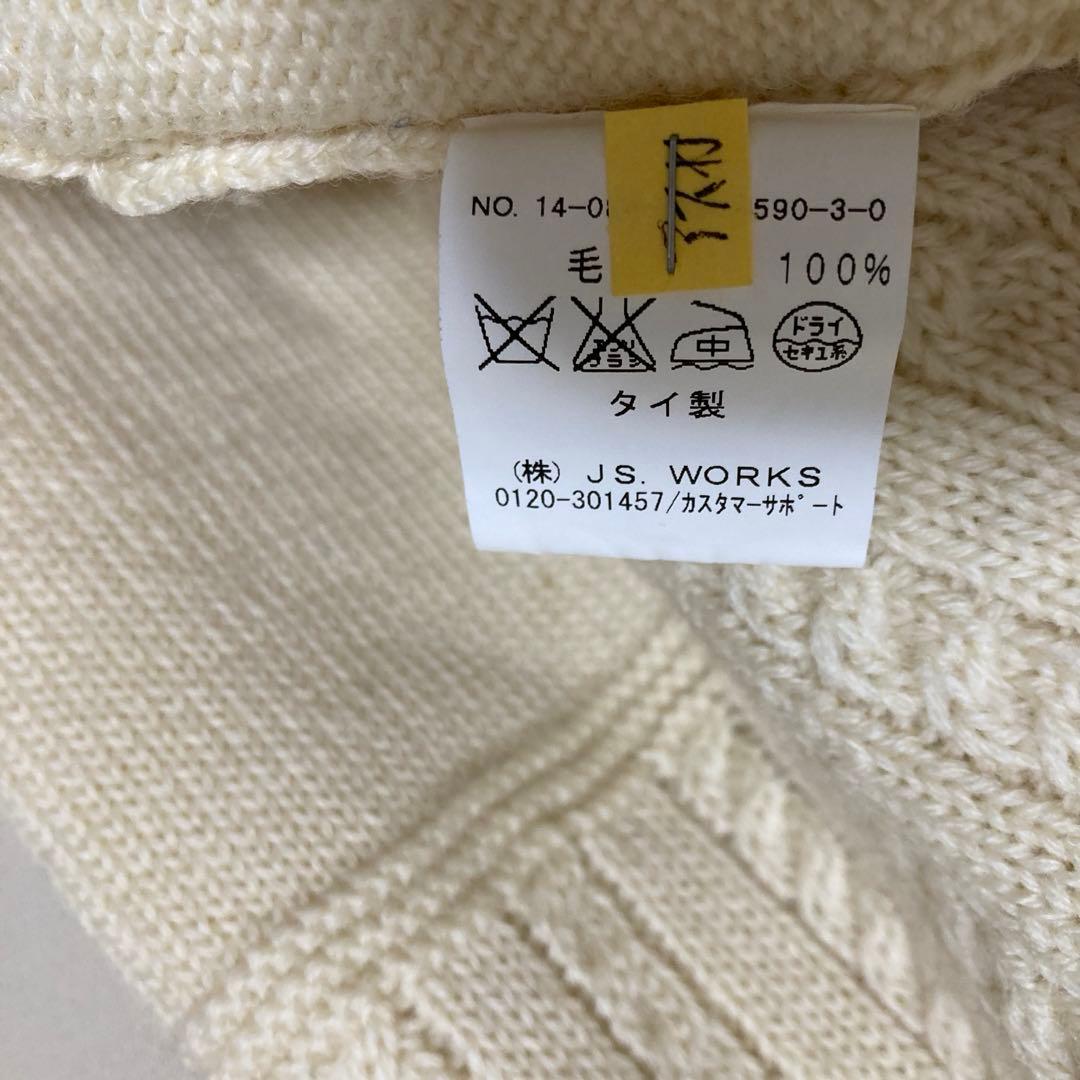 NO. 14-0 590-3-0
毛 100%
中
ドライ
セキユ系
タイ製
(株) JS. WORKS
0120-301457/カスタマーサポート